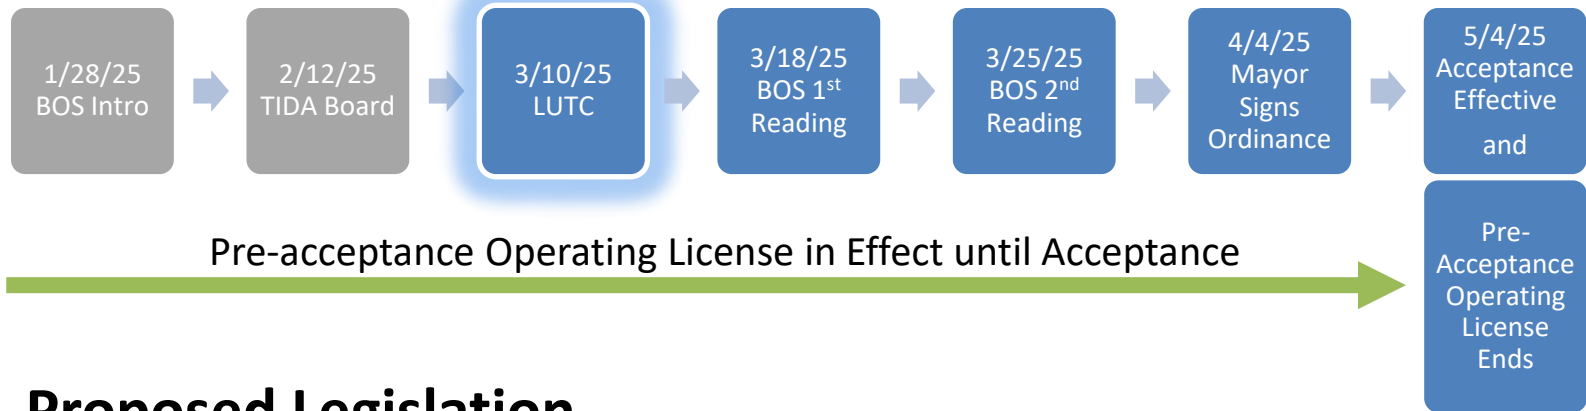 1/28/25
BOS Intro
2/12/25
TIDA Board
3/10/25
LUTC
3/18/25
BOS 1st
Reading
3/25/25
BOS 2nd
Reading
4/4/25
Mayor
Signs
Ordinance
5/4/25
Acceptance
Effective
and
Pre-acceptance Operating License in Effect until Acceptance
Pre-
Acceptance
Operating
License
Ends
Proposed Legislation